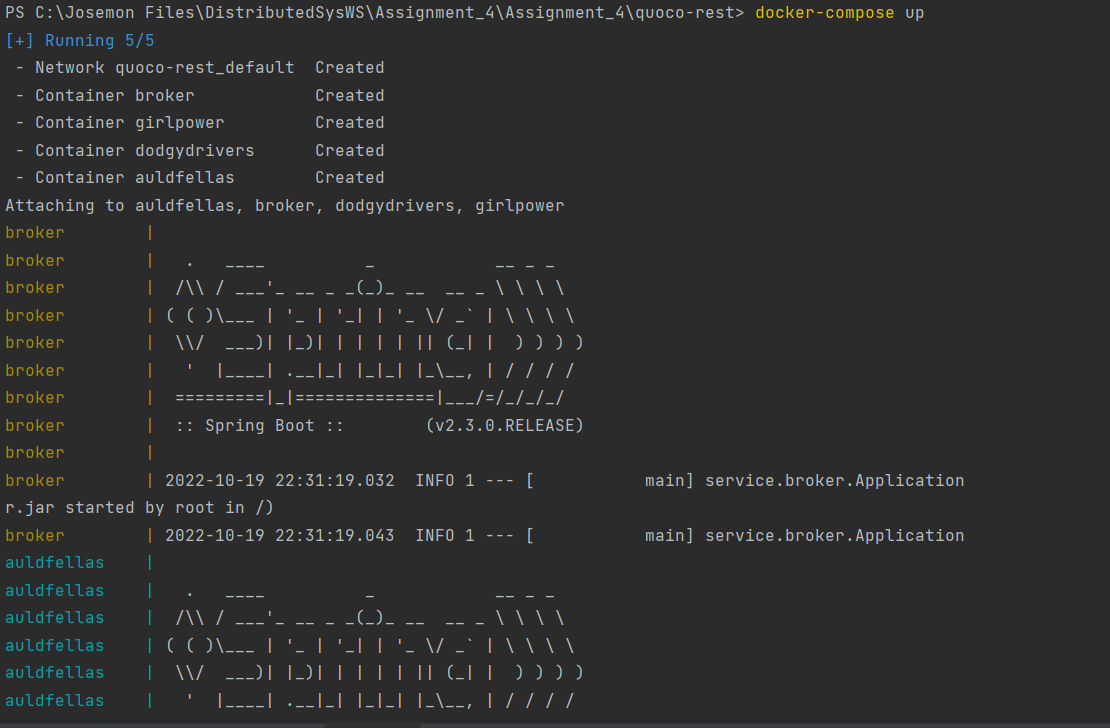 PS C:\Josemon Files\DistributedSysWS\Assignment_4\Assignment_4\quoco-rest> docker-compose up
[+] Running 5/5
 - Network quoco-rest_default  Created
 - Container broker            Created
 - Container girlpower         Created
 - Container dodgydrivers      Created
 - Container auldfellas        Created
Attaching to auldfellas, broker, dodgydrivers, girlpower
broker        |
broker        |   .   ____          _            __ _ _
broker        |  /\\ / ___'_ __ _ _(_)_ __  __ _ \ \ \ \
broker        | ( ( )\___ | '_ | '_| | '_ \/ _` | \ \ \ \
broker        |  \\/  ___)| |_)| | | | | || (_| |  ) ) ) )
broker        |   '  |____| .__|_| |_|_| |_\__, | / / / /
broker        |  =========|_|==============|___/=/_/_/_/
broker        |  :: Spring Boot ::        (v2.3.0.RELEASE)
broker        |
broker        | 2022-10-19 22:31:19.032  INFO 1 --- [           main] service.broker.Application
r.jar started by root in /)
broker        | 2022-10-19 22:31:19.043  INFO 1 --- [           main] service.broker.Application
auldfellas    |
auldfellas    |   .   ____          _            __ _ _
auldfellas    |  /\\ / ___'_ __ _ _(_)_ __  __ _ \ \ \ \
auldfellas    | ( ( )\___ | '_ | '_| | '_ \/ _` | \ \ \ \
auldfellas    |  \\/  ___)| |_)| | | | | || (_| |  ) ) ) )
auldfellas    |   '  |____| .__|_| |_|_| |_\__, | / / / /